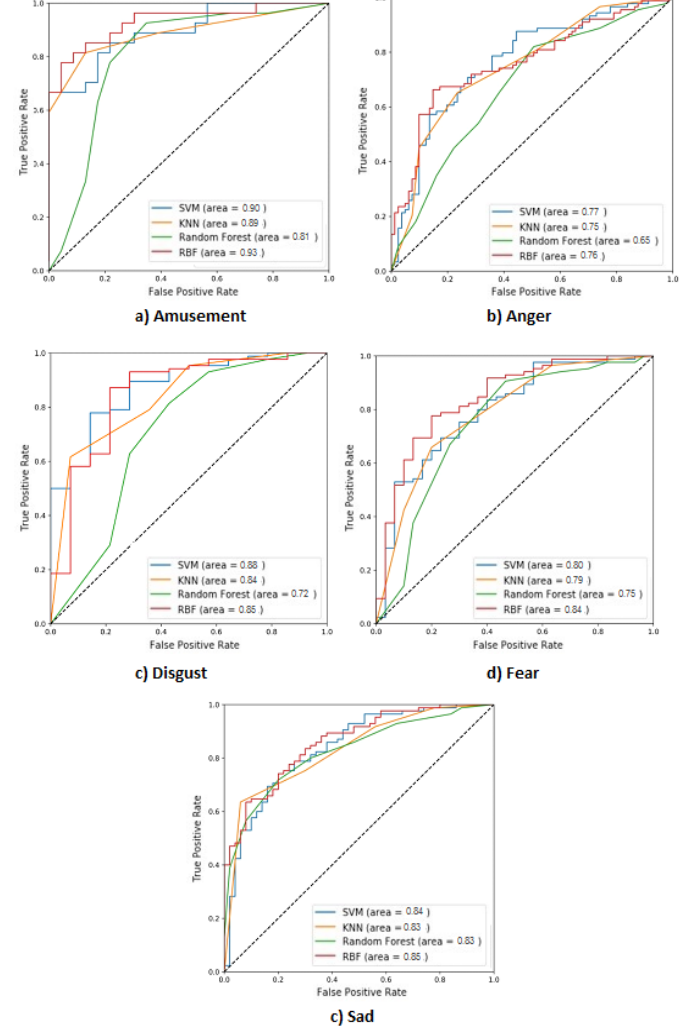 1.0
0.8
0.6
0.4
0.2
0.0
True Positive Rate
SVM (area = 0.90 )
KNN (area = 0.89 )
Random Forest (area = 0.81 )
RBF (area = 0.93 )
0.0 0.2 0.4 0.6 0.8 1.0
False Positive Rate
a) Amusement
1.0
0.8
0.6
0.4
0.2
0.0
True Positive Rate
SVM (area = 0.77 )
KNN (area = 0.75 )
Random Forest (area = 0.65 )
RBF (area = 0.76 )
0.0 0.2 0.4 0.6 0.8 1.0
False Positive Rate
b) Anger
1.0
0.8
0.6
0.4
0.2
0.0
True Positive Rate
SVM (area = 0.88 )
KNN (area = 0.84 )
Random Forest (area = 0.72 )
RBF (area = 0.85 )
0.0 0.2 0.4 0.6 0.8 1.0
False Positive Rate
c) Disgust
1.0
0.8
0.6
0.4
0.2
0.0
True Positive Rate
SVM (area = 0.80 )
KNN (area = 0.79 )
Random Forest (area = 0.75 )
RBF (area = 0.84 )
0.0 0.2 0.4 0.6 0.8 1.0
False Positive Rate
d) Fear
1.0
0.8
0.6
0.4
0.2
0.0
True Positive Rate
SVM (area = 0.84 )
KNN (area = 0.83 )
Random Forest (area = 0.83 )
RBF (area = 0.85 )
0.0 0.2 0.4 0.6 0.8 1.0
False Positive Rate
c) Sad